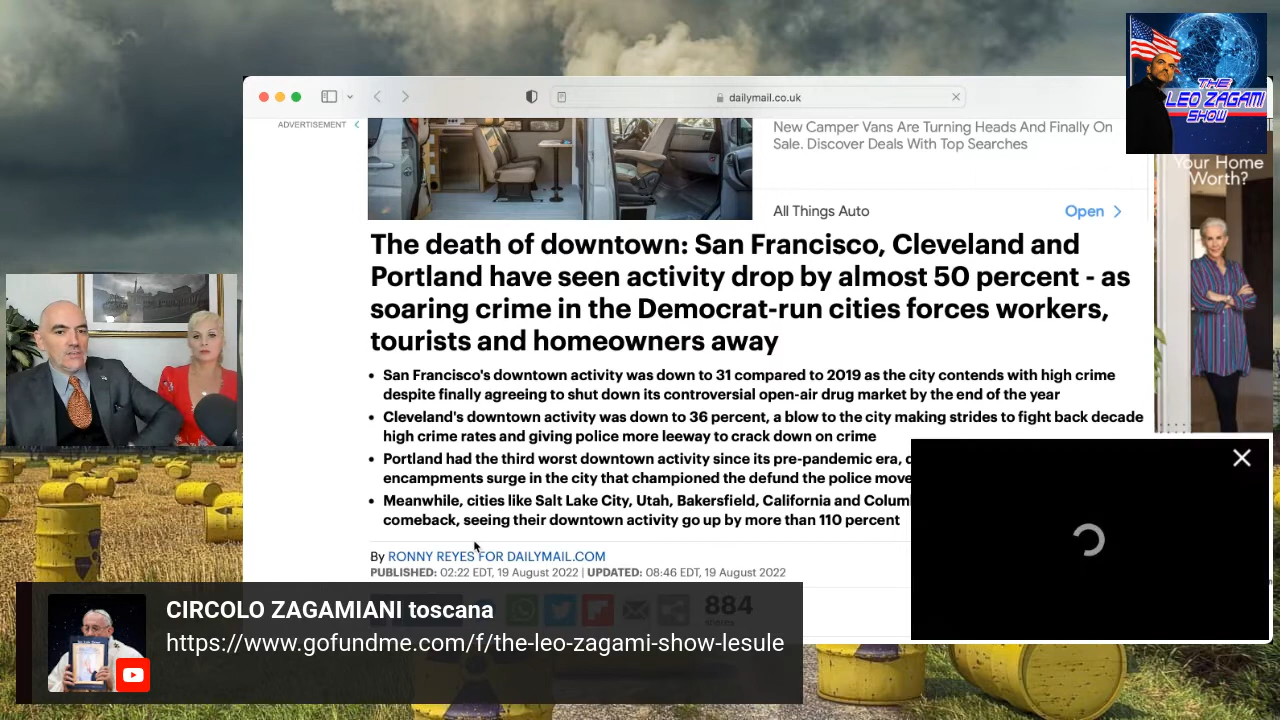 dailymail.co.uk
THE
LEO ZAGAMI
SHOW
ADVERTISEMENT
New Camper Vans Are Turning Heads And Finally On
Sale. Discover Deals With Top Searches
All Things Auto
Open
Your Home
Worth?
The death of downtown: San Francisco, Cleveland and
Portland have seen activity drop by almost 50 percent - as
soaring crime in the Democrat-run cities forces workers,
tourists and homeowners away
San Francisco's downtown activity was down to 31 compared to 2019 as the city contends with high crime
despite finally agreeing to shut down its controversial open-air drug market by the end of the year
Cleveland's downtown activity was down to 36 percent, a blow to the city making strides to fight back decade
high crime rates and giving police more leeway to crack down on crime
Portland had the third worst downtown activity since its pre-pandemic era,
encampments surge in the city that championed the defund the police move
Meanwhile, cities like Salt Lake City, Utah, Bakersfield, California and Colum
comeback, seeing their downtown activity go up by more than 110 percent
By RONNY REYES FOR DAILYMAIL.COM
PUBLISHED: 02:22 EDT, 19 August 2022 | UPDATED: 08:46 EDT, 19 August 2022
884
shares
CIRCOLO ZAGAMIANI toscana
https://www.gofundme.com/f/the-leo-zagami-show-lesule